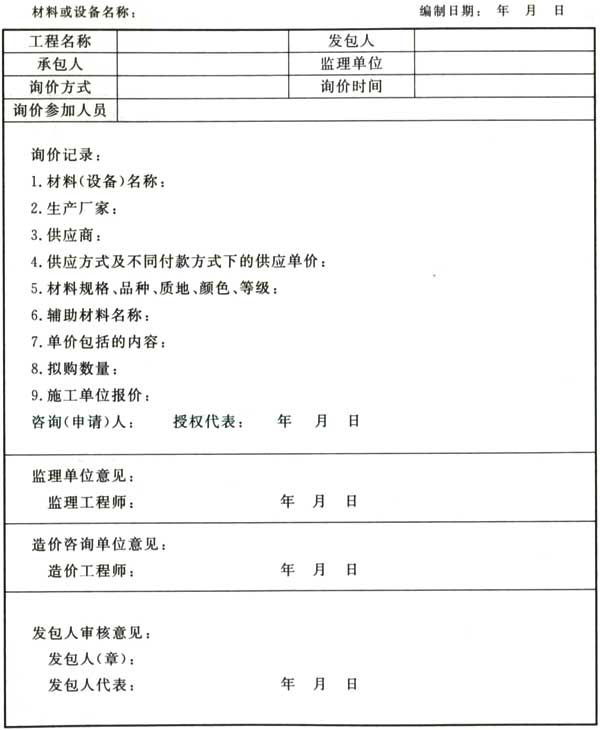 材料或设备名称： 编制日期： 年 月 日
工程名称 发包人
承包人 监理单位
询价方式 询价时间
询价参加人员
询价记录：
1.材料（设备）名称：
2.生产厂家：
3.供应商：
4.供应方式及不同付款方式下的供应单价：
5.材料规格、品种、质地、颜色、等级：
6.辅助材料名称：
7.单价包括的内容：
8.拟购数量：
9.施工单位报价：
咨询（申请）人： 授权代表： 年 月 日
监理单位意见：
监理工程师： 年 月 日
造价咨询单位意见：
造价工程师： 年 月 日
发包人审核意见：
发包人（章）：
发包人代表： 年 月 日